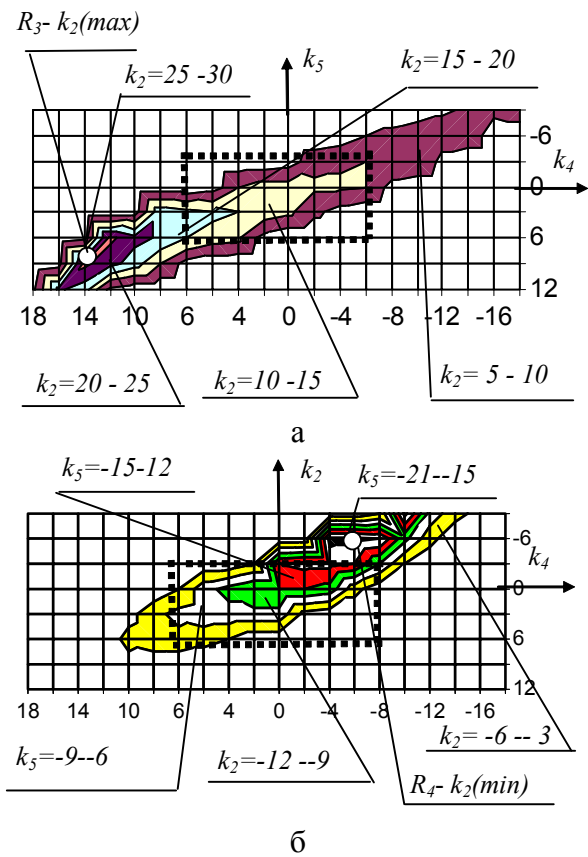 R3- k2(max)
k2=25 -30
k5
k2=15 - 20
-6
k4
0
6
12
18 14 10 6 4 0 -4 -8 -12 -16
k2=20 - 25
k2=10 -15
k2= 5 - 10
а
k5=-15-12
k2
k5=-21--15
-6
k4
0
6
12
18 14 10 6 4 0 -4 -8 -12 -16
k5=-9--6
k2=-12 --9
k2= -6 -- 3
R4- k2(min)
б